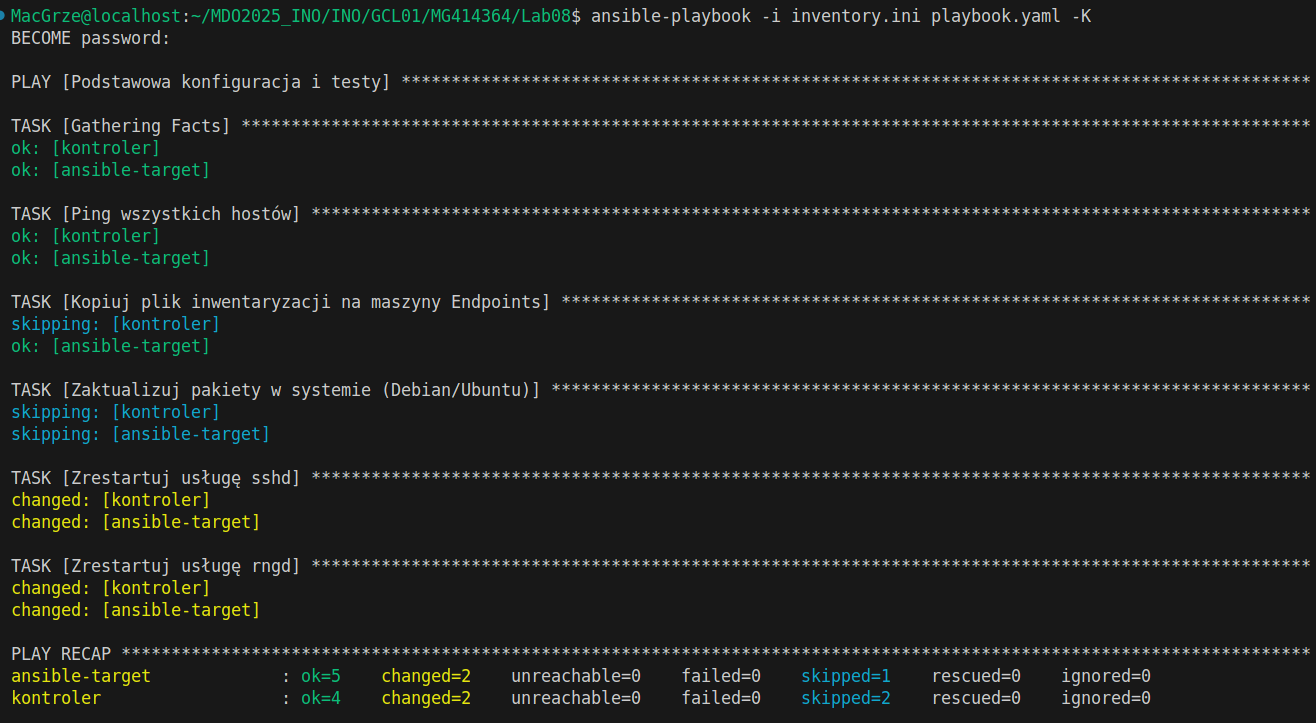 MacGrze@localhost:~/MDO2025_INO/INO/GCL01/MG414364/Lab08$ ansible-playbook -i inventory.ini playbook.yaml -K
BECOME password:
PLAY [Podstawowa konfiguracja i testy] *******************************************************************************************
TASK [Gathering Facts] ***********************************************************************************************************
ok: [kontroler]
ok: [ansible-target]
TASK [Ping wszystkich hostów] ****************************************************************************************************
ok: [kontroler]
ok: [ansible-target]
TASK [Kopiuj plik inwentaryzacji na maszyny Endpoints] ***************************************************************************
skipping: [kontroler]
ok: [ansible-target]
TASK [Zaktualizuj pakiety w systemie (Debian/Ubuntu)] ****************************************************************************
skipping: [kontroler]
skipping: [ansible-target]
TASK [Zrestartuj usługę sshd] ****************************************************************************************************
changed: [kontroler]
changed: [ansible-target]
TASK [Zrestartuj usługę rngd] ****************************************************************************************************
changed: [kontroler]
changed: [ansible-target]
PLAY RECAP ***********************************************************************************************************************
ansible-target             : ok=5    changed=2    unreachable=0    failed=0    skipped=1    rescued=0    ignored=0
kontroler                  : ok=4    changed=2    unreachable=0    failed=0    skipped=2    rescued=0    ignored=0